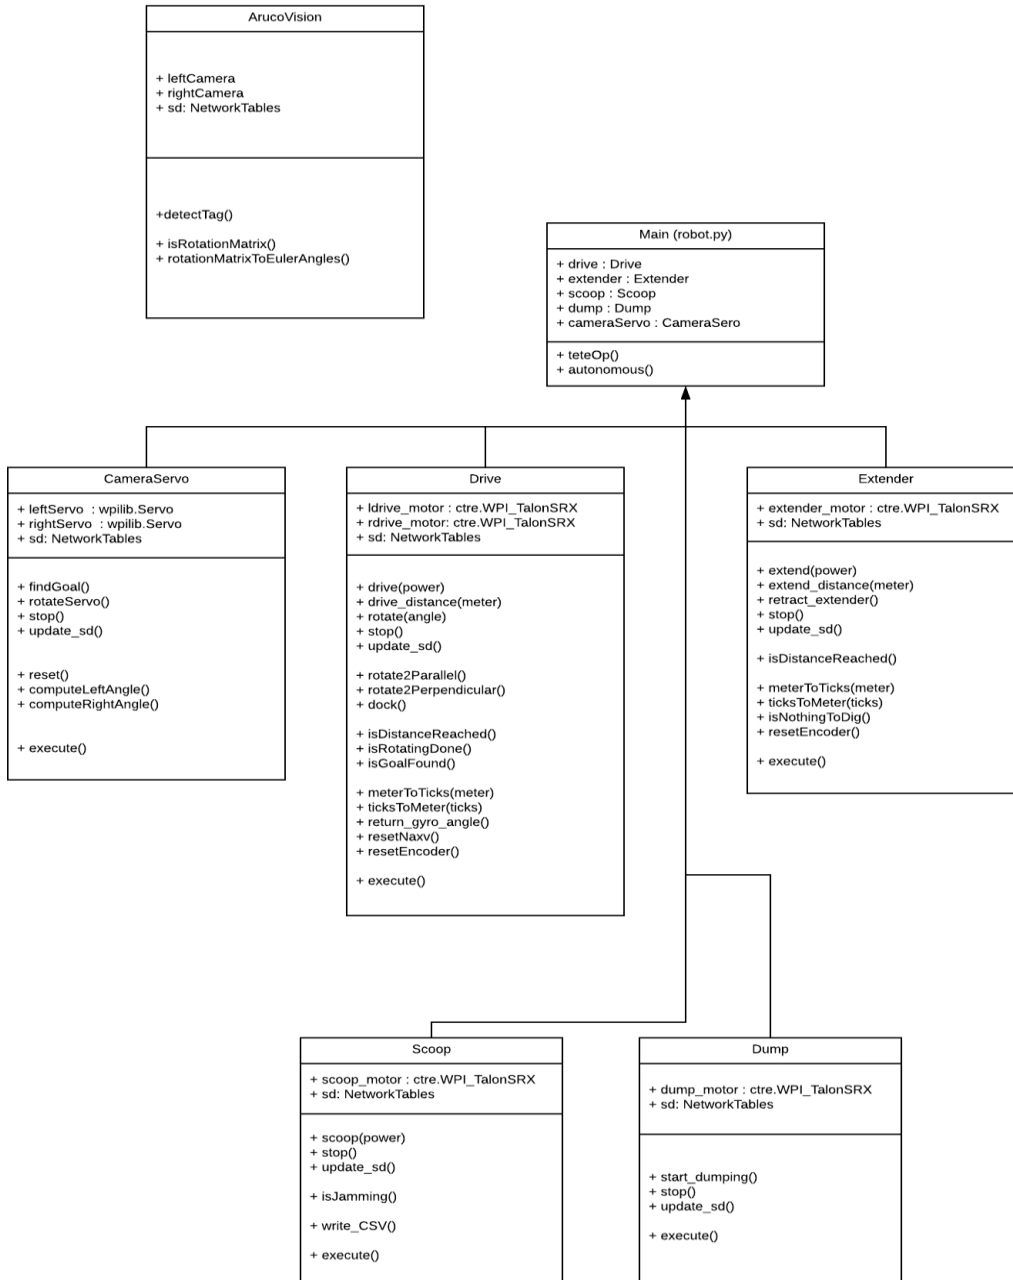 ArucoVision
+ leftCamera
+ rightCamera
+ sd: NetworkTables
+detectTag()
+ isRotationMatrix()
+ rotationMatrixToEulerAngles()
Main (robot.py)
+ drive : Drive
+ extender : Extender
+ scoop : Scoop
+ dump : Dump
+ cameraServo : CameraSero
+ teteOp()
+ autonomous()
CameraServo
+ leftServo : wpilib.Servo
+ rightServo : wpilib.Servo
+ sd: NetworkTables
+ findGoal()
+ rotateServo()
+ stop()
+ update_sd()
+ reset()
+ computeLeftAngle()
+ computeRightAngle()
+ execute()
Drive
+ ldrive_motor : ctre.WPI_TalonSRX
+ rdrive_motor: ctre.WPI_TalonSRX
+ sd: NetworkTables
+ drive(power)
+ drive_distance(meter)
+ rotate(angle)
+ stop()
+ update_sd()
+ rotate2Parallel()
+ rotate2Perpendicular()
+ dock()
+ isDistanceReached()
+ isRotatingDone()
+ isGoalFound()
+ meterToTicks(meter)
+ ticksToMeter(ticks)
+ return_gyro_angle()
+ resetNaxv()
+ resetEncoder()
+ execute()
Extender
+ extender_motor : ctre.WPI_TalonSRX
+ sd: NetworkTables
+ extend(power)
+ extend_distance(meter)
+ retract_extender()
+ stop()
+ update_sd()
+ isDistanceReached()
+ meterToTicks(meter)
+ ticksToMeter(ticks)
+ isNothingToDig()
+ resetEncoder()
+ execute()
Scoop
+ scoop_motor : ctre.WPI_TalonSRX
+ sd: NetworkTables
+ scoop(power)
+ stop()
+ update_sd()
+ isJamming()
+ write_CSV()
+ execute()
Dump
+ dump_motor : ctre.WPI_TalonSRX
+ sd: NetworkTables
+ start_dumping()
+ stop()
+ update_sd()
+ execute()